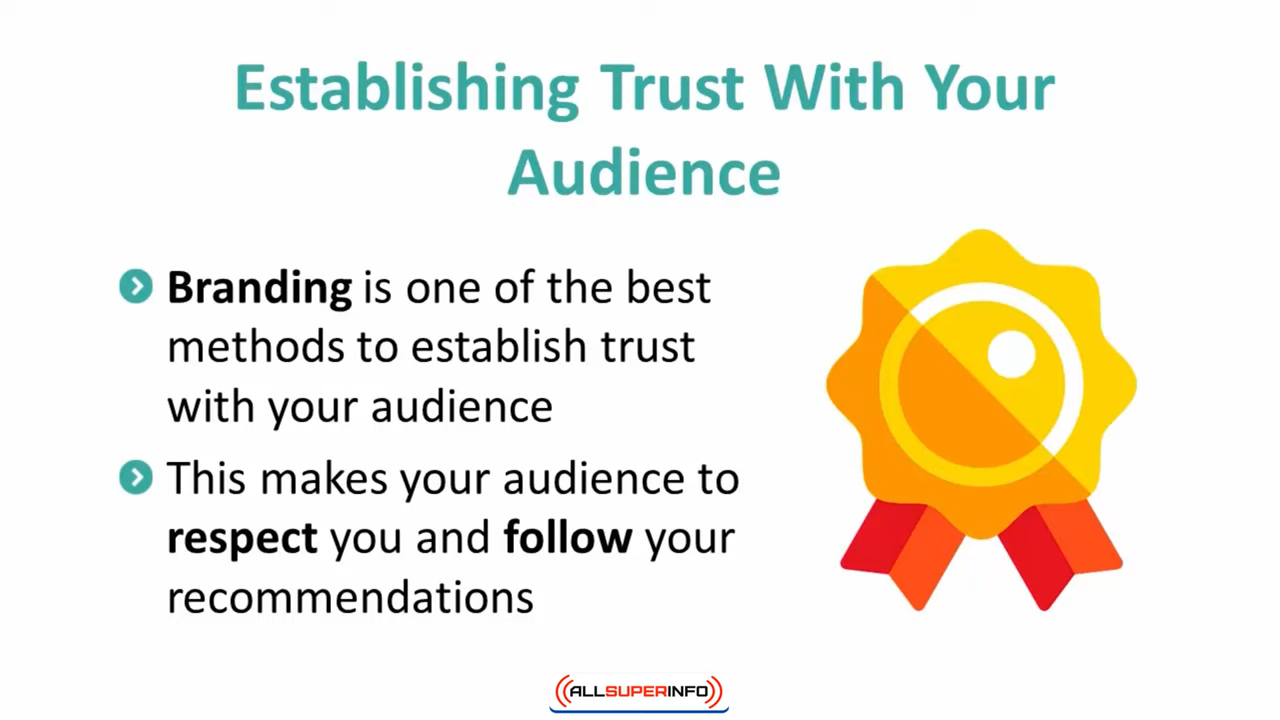 Establishing Trust With Your
Audience
Branding is one of the best
methods to establish trust
with your audience
This makes your audience to
respect you and follow your
recommendations
ALLSUPERINFO